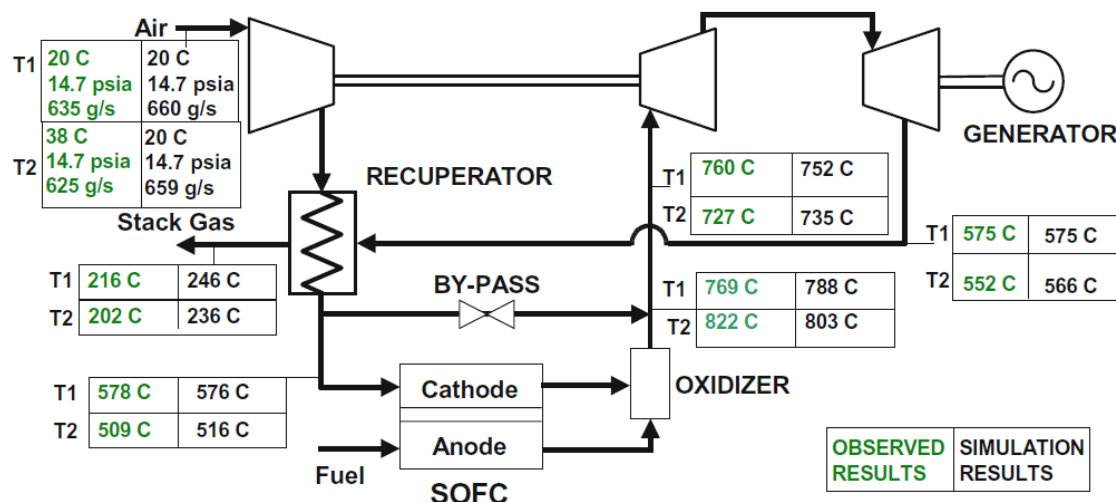 Air
T1
20 C
14.7 psia
635 g/s
20 C
14.7 psia
660 g/s
T2
38 C
14.7 psia
625 g/s
20 C
14.7 psia
659 g/s
GENERATOR
RECUPERATOR
T1 760 C 752 C
T2 727 C 735 C
Stack Gas
T1 216 C 246 C
T2 202 C 236 C
BY-PASS
T1 769 C 788 C
T2 822 C 803 C
T1 575 C 575 C
T2 552 C 566 C
T1 578 C 576 C
T2 509 C 516 C
Cathode
Anode
OXIDIZER
Fuel
SOFC
OBSERVED
RESULTS
SIMULATION
RESULTS